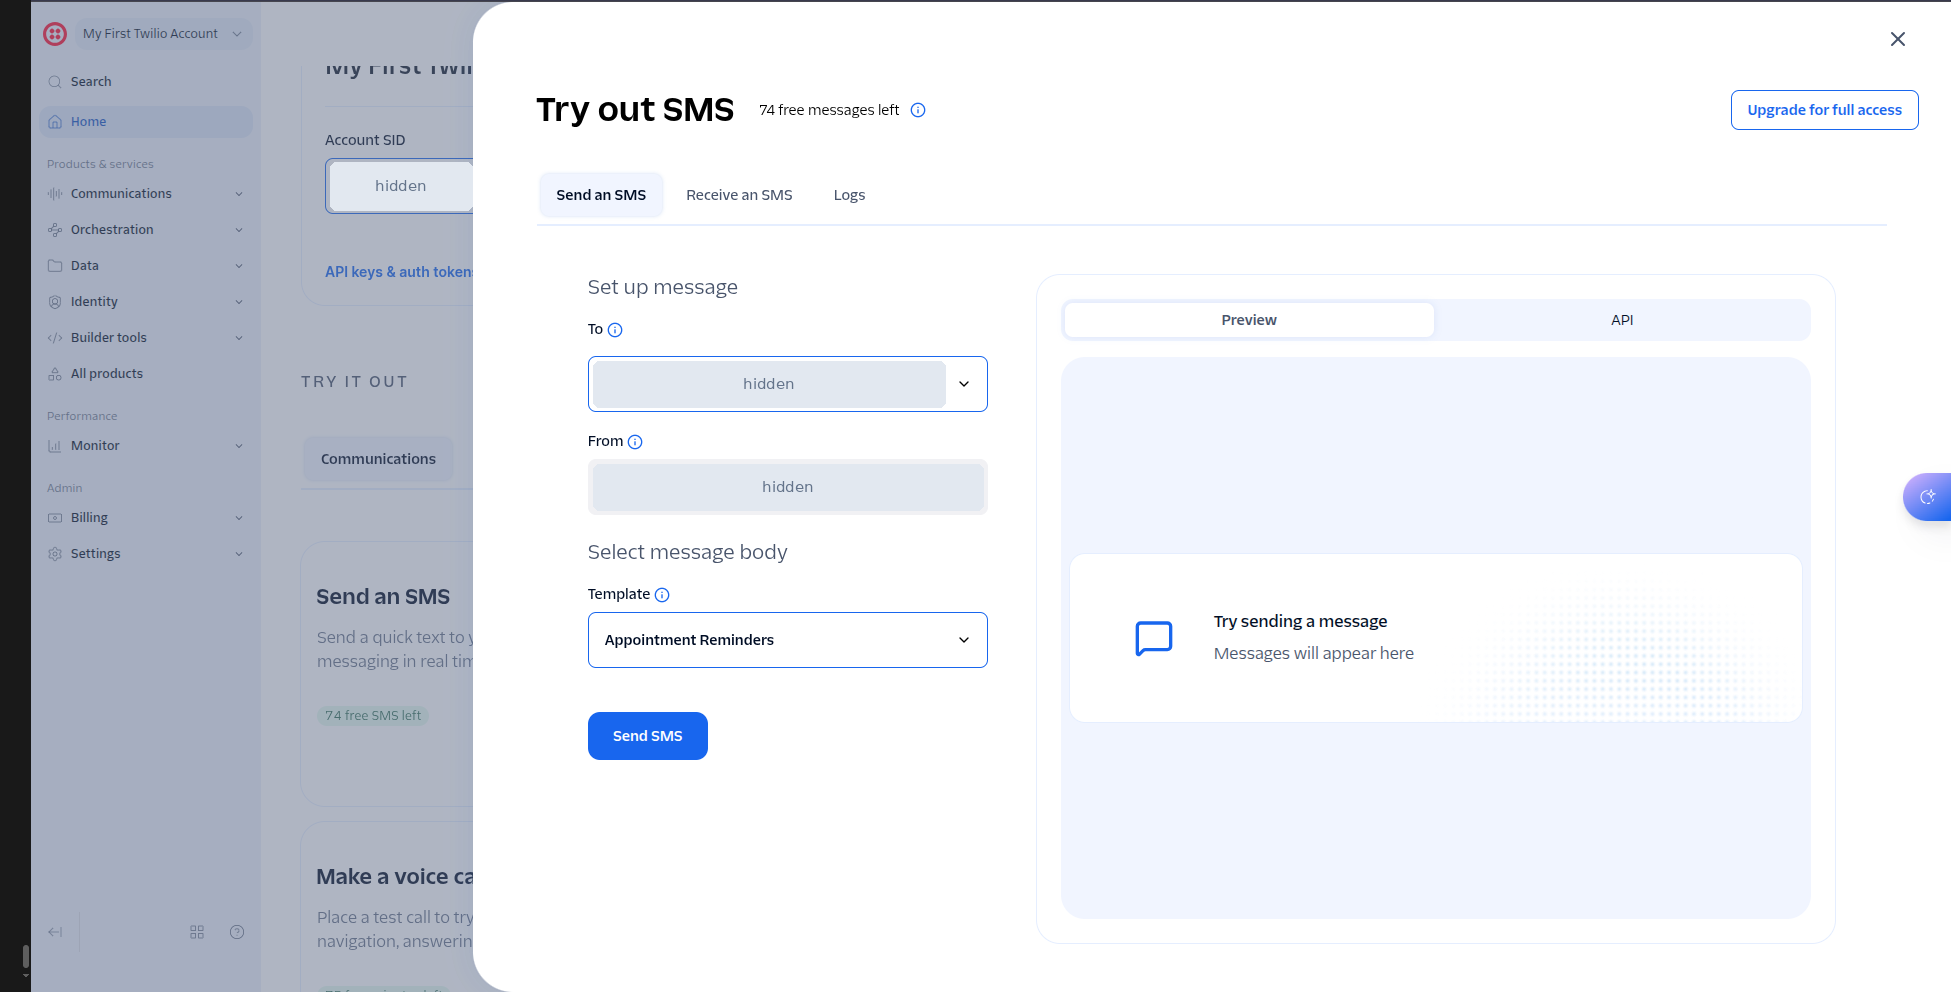 My First Twilio Account
Search
Home
Products & services
Communications
Orchestration
Data
Identity
Builder tools
All products
Performance
Monitor
Admin
Billing
Settings
My First Twil
Account SID
hidden
API keys & auth tokens
TRY IT OUT
Communications
Send an SMS
Send a quick text to y
messaging in real tim
74 free SMS left
Make a voice ca
Place a test call to try
navigation, answerin
Try out SMS
74 free messages left
Upgrade for full access
Send an SMS
Receive an SMS
Logs
Set up message
To
hidden
From
hidden
Select message body
Template
Appointment Reminders
Send SMS
Preview
API
Try sending a message
Messages will appear here